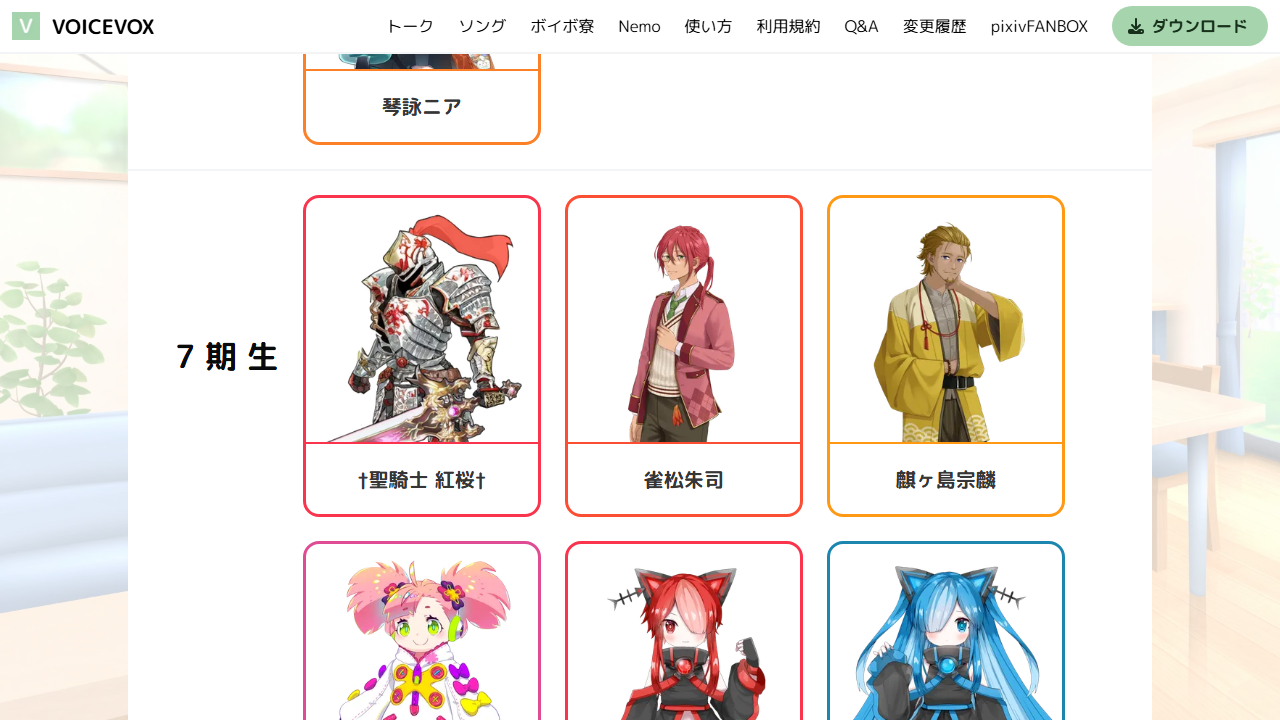 V VOICEVOX トーク ソング ボイボ寮 Nemo 使い方 利用規約 Q&A 変更履歴 pixivFANBOX ダウンロード
琴詠ニア
7期生
†聖騎士 紅桜† 雀松朱司 麒ヶ島宗麟